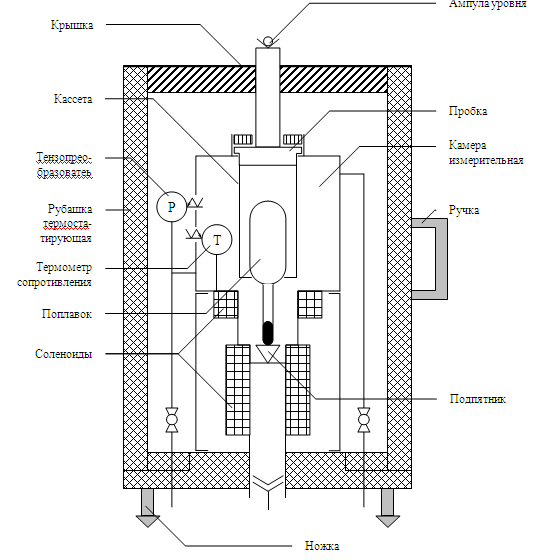 Ампула уровня
Крышка
Кассета
Пробка
Камера
измерительная
Тензопрео-
бразователь
P
Рубашка
термоста-
тирующая
Ручка
T
Термометр
сопротивления
Поплавок
Соленоиды
Подпятник
Ножка